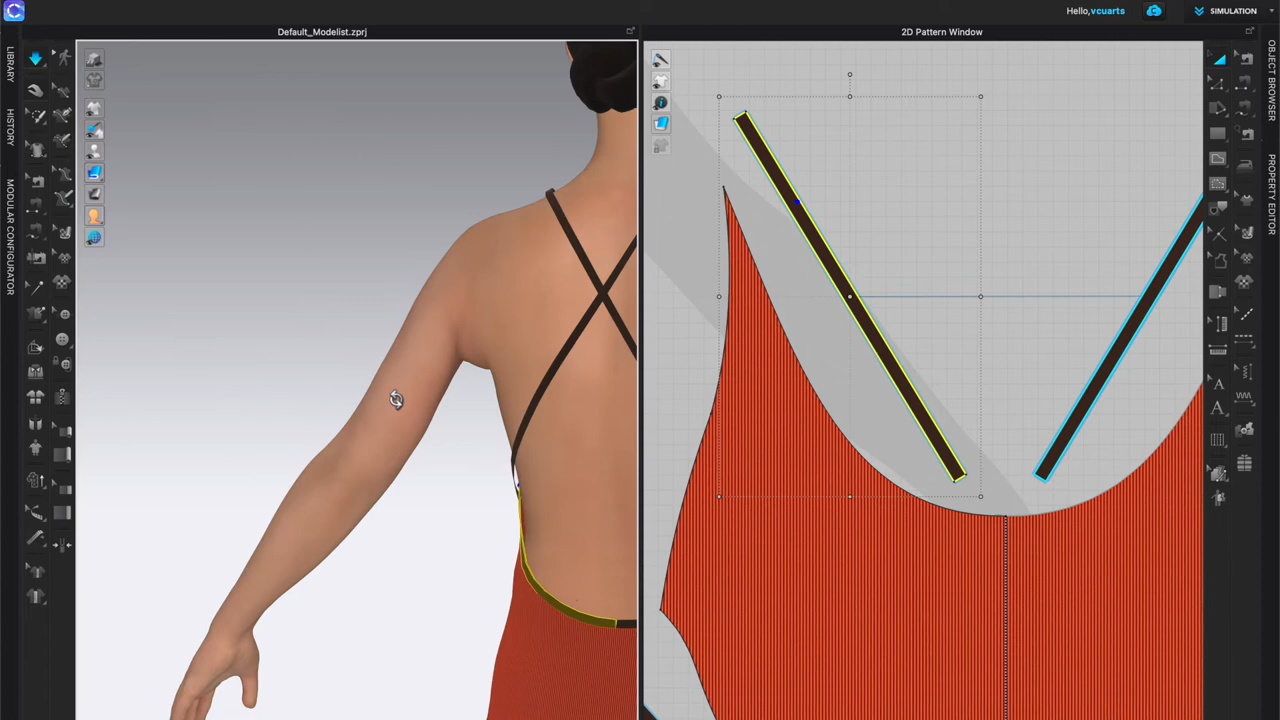 Hello,vcuarts
SIMULATION
Default_Modelist.zprj
2D Pattern Window
LIBRARY
HISTORY
MODULAR CONFIGURATOR
OBJECT BROWSER
PROPERTY EDITOR